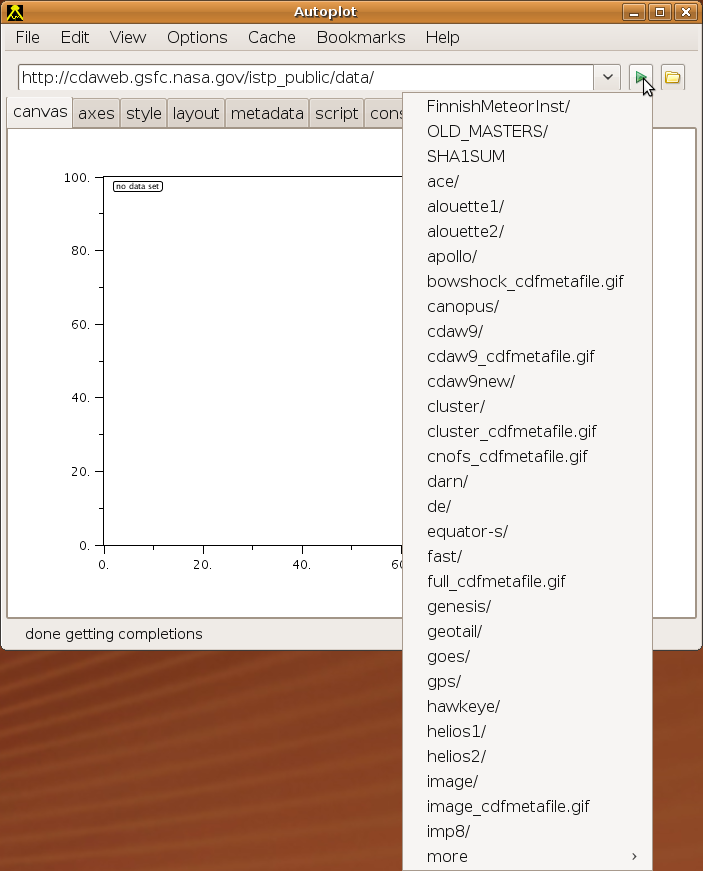 Autoplot
File Edit View Options Cache Bookmarks Help
http://cdaweb.gsfc.nasa.gov/istp_public/data/
canvas axes style layout metadata script
no data set
100.
80.
60.
40.
20.
0.
0. 20. 40.
done getting completions
FinnishMeteorInst/
OLD_MASTERS/
SHA1SUM
ace/
alouette1/
alouette2/
apollo/
bowshock_cdfmetafile.gif
canopus/
cdaw9/
cdaw9_cdfmetafile.gif
cdaw9new/
cluster/
cluster_cdfmetafile.gif
cnofs_cdfmetafile.gif
darn/
de/
equator-s/
fast/
full_cdfmetafile.gif
genesis/
geotail/
goes/
gps/
hawkeye/
helios1/
helios2/
image/
image_cdfmetafile.gif
imp8/
more ›